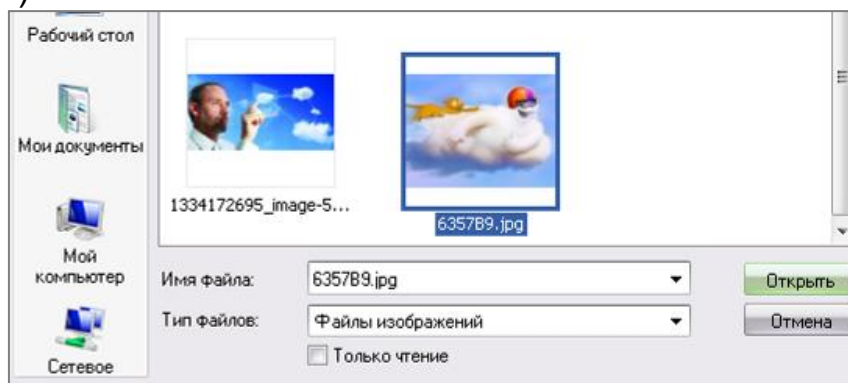 )
Рабочий стол
Мои документы
Мой
компьютер
Сетевое
1334172695_image-5...
6357B9.jpg
Имя файла:
6357B9.jpg
Открыть
Тип файлов:
Файлы изображений
Отмена
Только чтение